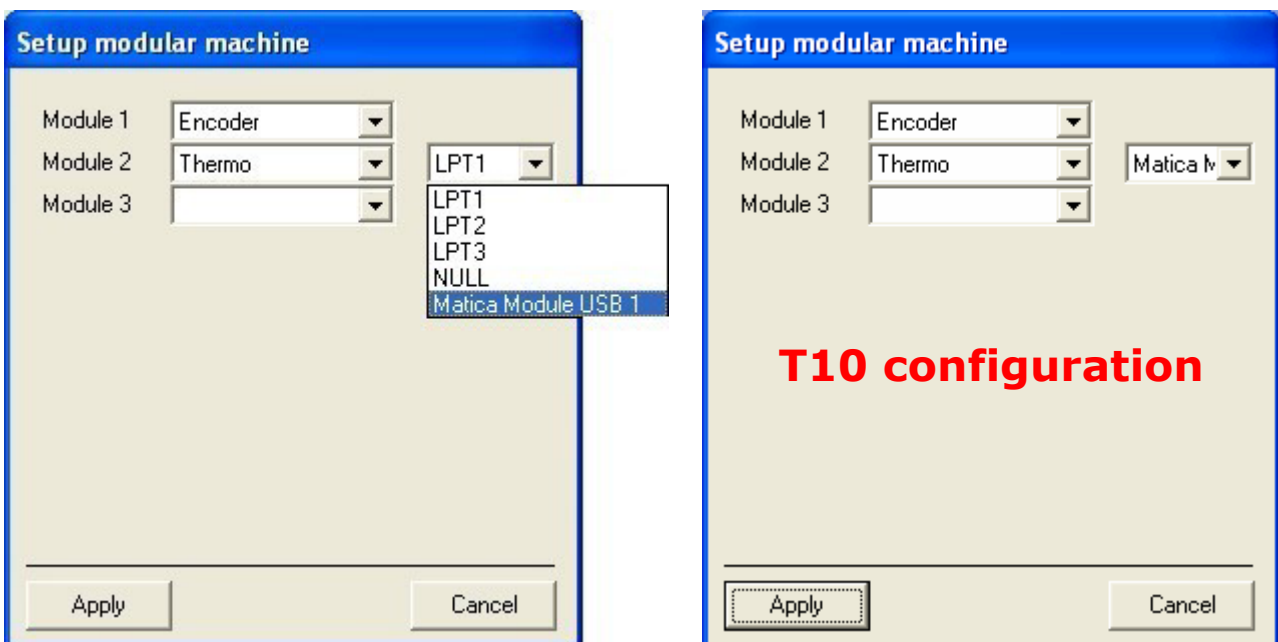 Setup modular machine
Module 1 Encoder
Module 2 Thermo LPT1
Module 3
LPT1
LPT2
LPT3
NULL
Matica Module USB 1
Apply Cancel
Setup modular machine
Module 1 Encoder
Module 2 Thermo Matica
Module 3
T10 configuration
Apply Cancel